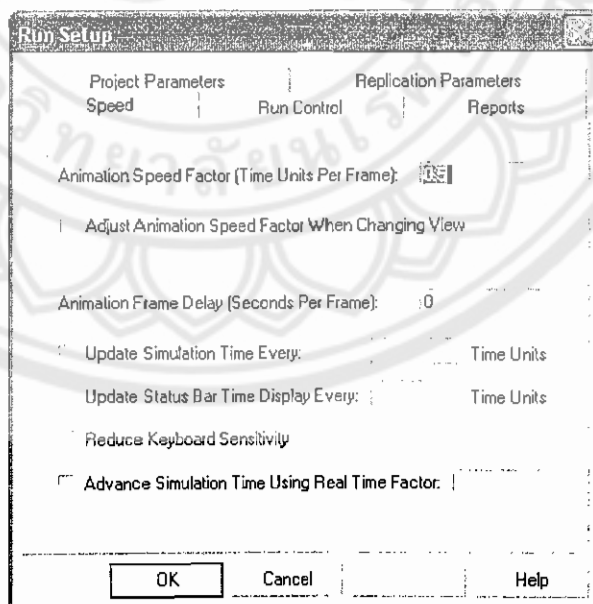 Run Setup
Project Parameters Replication Parameters
Speed Run Control Reports
Animation Speed Factor (Time Units Per Frame):
Adjust Animation Speed Factor When Changing View
Animation Frame Delay (Seconds Per Frame): 0
Update Simulation Time Every: Time Units
Update Status Bar Time Display Every: Time Units
Reduce Keyboard Sensitivity
Advance Simulation Time Using Real Time Factor:
OK Cancel Help